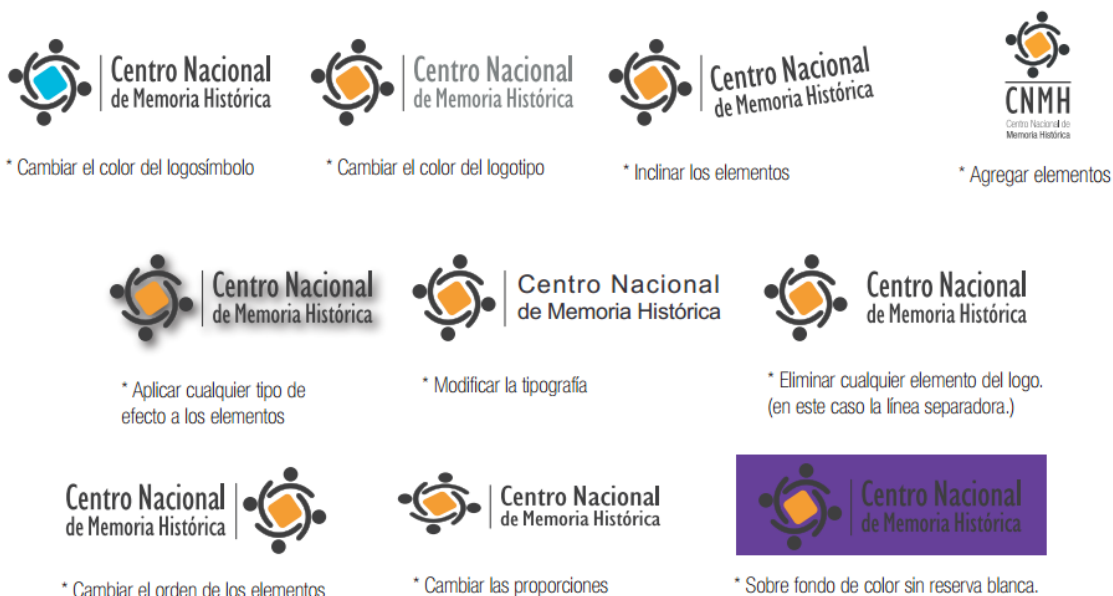 Centro Nacional
de Memoria Histórica
* Cambiar el color del logosímbolo
Centro Nacional
de Memoria Histórica
* Cambiar el color del logotipo
Centro Nacional
de Memoria Histórica
* Inclinar los elementos
CNMH
Centro Nacional de
Memoria Histórica
* Agregar elementos
Centro Nacional
de Memoria Histórica
* Aplicar cualquier tipo de
efecto a los elementos
Centro Nacional
de Memoria Histórica
* Modificar la tipografía
Centro Nacional
de Memoria Histórica
* Eliminar cualquier elemento del logo.
(en este caso la línea separadora.)
Centro Nacional
de Memoria Histórica
* Cambiar el orden de los elementos
Centro Nacional
de Memoria Histórica
* Cambiar las proporciones
Centro Nacional
de Memoria Histórica
* Sobre fondo de color sin reserva blanca.